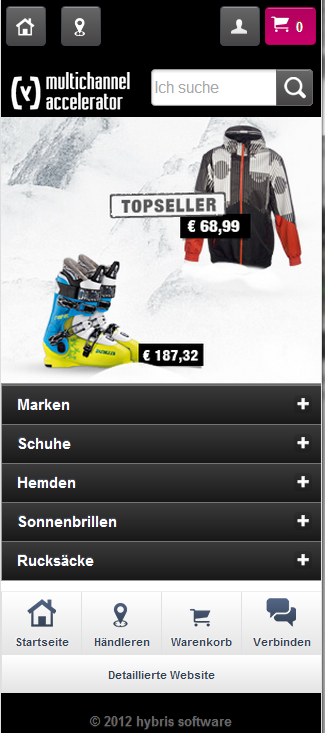 0
multichannel
accelerator
Ich suche
TOPSELLER
€ 68,99
€ 187,32
Marken
Schuhe
Hemden
Sonnenbrillen
Rucksäcke
Startseite
Händleren
Warenkorb
Verbinden
Detaillierte Website
© 2012 hybris software